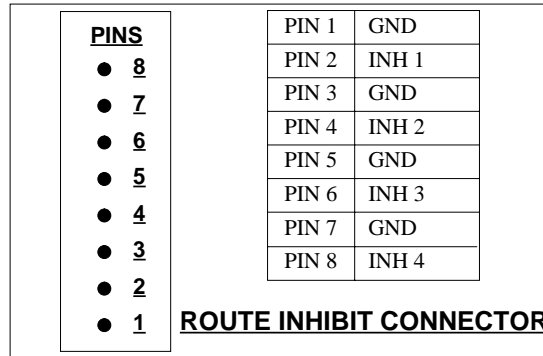 PINS
8
7
6
5
4
3
2
1
PIN 1 GND
PIN 2 INH 1
PIN 3 GND
PIN 4 INH 2
PIN 5 GND
PIN 6 INH 3
PIN 7 GND
PIN 8 INH 4
ROUTE INHIBIT CONNECTOR